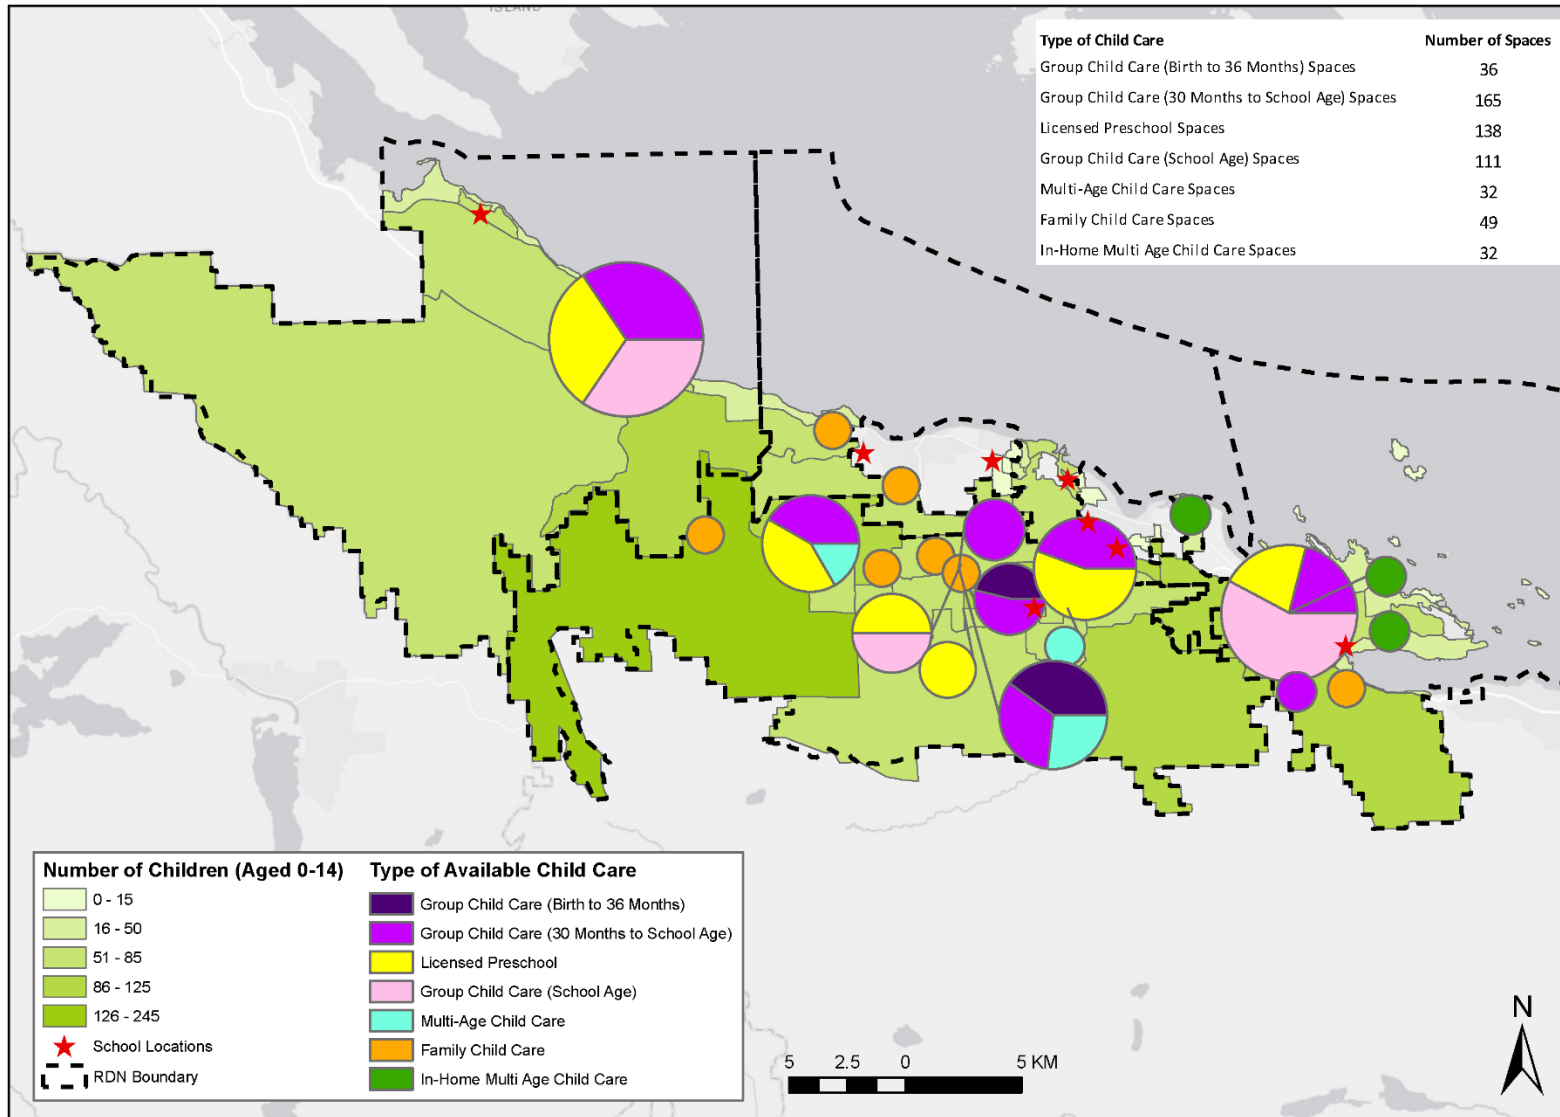 ISLAND
Type of Child Care Number of Spaces
Group Child Care (Birth to 36 Months) Spaces 36
Group Child Care (30 Months to School Age) Spaces 165
Licensed Preschool Spaces 138
Group Child Care (School Age) Spaces 111
Multi-Age Child Care Spaces 32
Family Child Care Spaces 49
In-Home Multi Age Child Care Spaces 32
Number of Children (Aged 0-14)
0 - 15
16 - 50
51 - 85
86 - 125
126 - 245
School Locations
RDN Boundary
Type of Available Child Care
Group Child Care (Birth to 36 Months)
Group Child Care (30 Months to School Age)
Licensed Preschool
Group Child Care (School Age)
Multi-Age Child Care
Family Child Care
In-Home Multi Age Child Care
5 2.5 0 5 KM
N